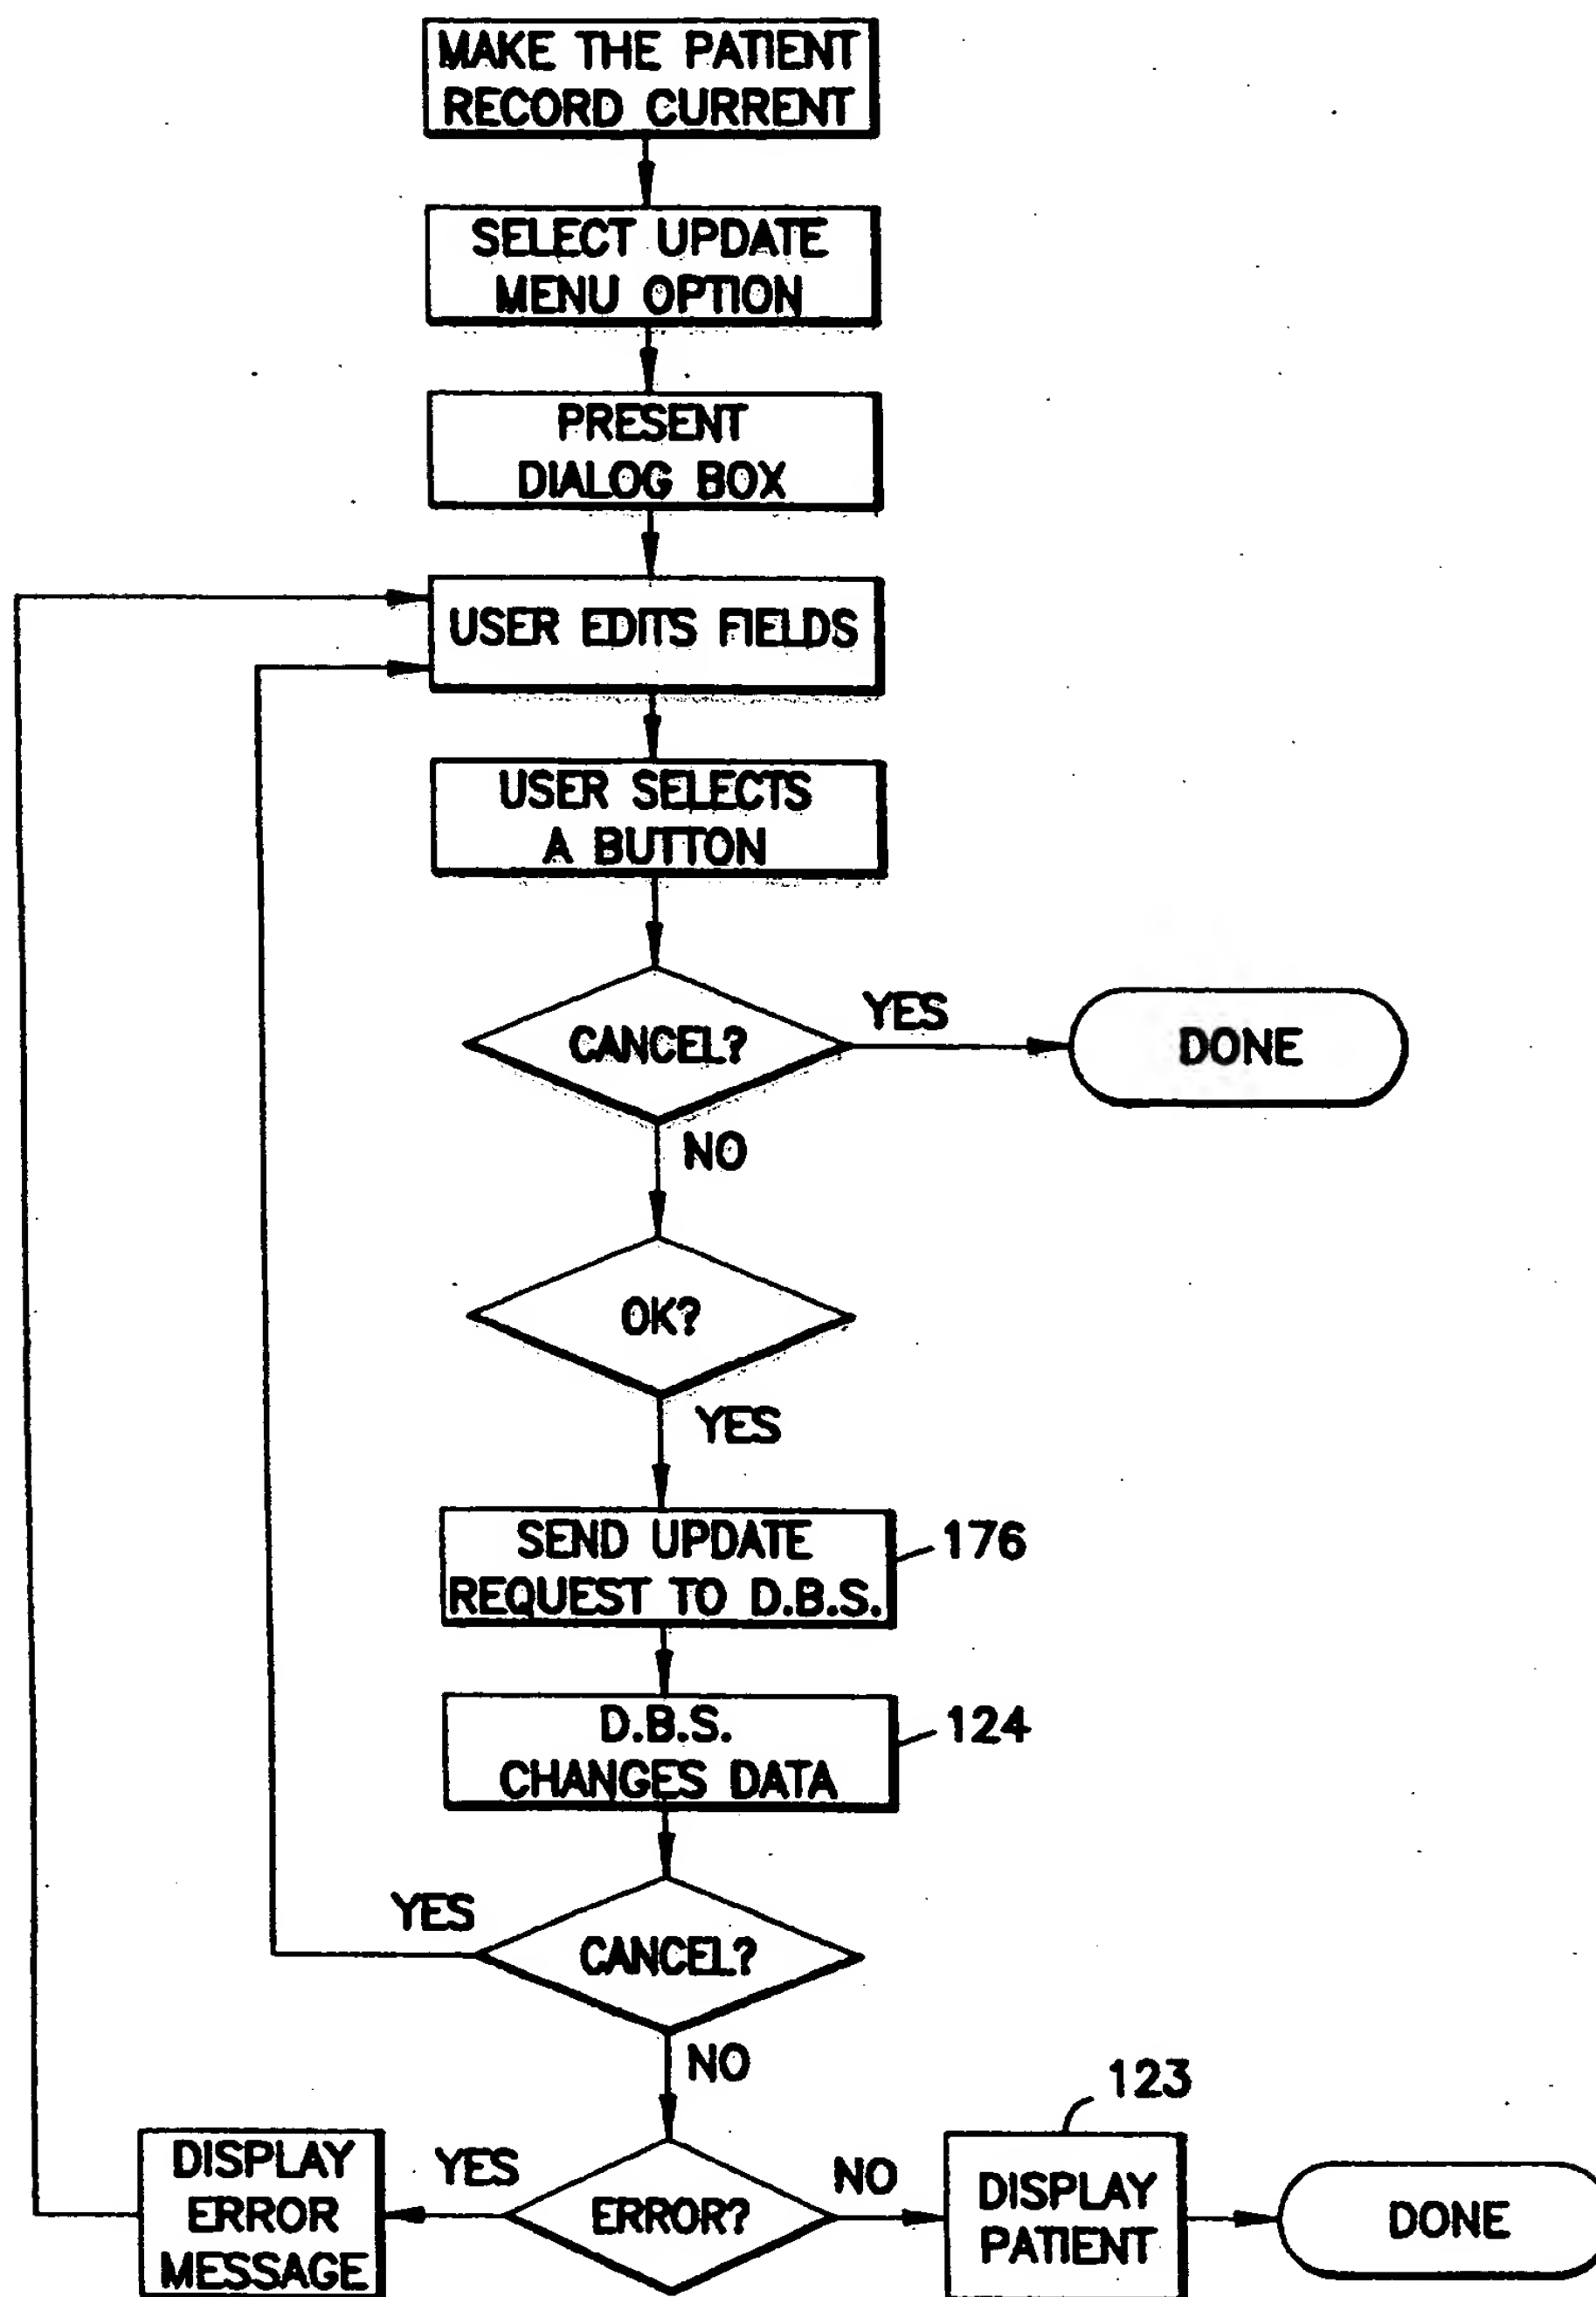 MAKE THE PATIENT
RECORD CURRENT
SELECT UPDATE
MENU OPTION
PRESENT
DIALOG BOX
USER EDITS FIELDS
USER SELECTS
A BUTTON
CANCEL?
YES
DONE
NO
OK?
YES
SEND UPDATE
REQUEST TO D.B.S.
176
D.B.S.
CHANGES DATA
124
YES
CANCEL?
NO
123
DISPLAY
ERROR
MESSAGE
YES
ERROR?
NO
DISPLAY
PATIENT
DONE